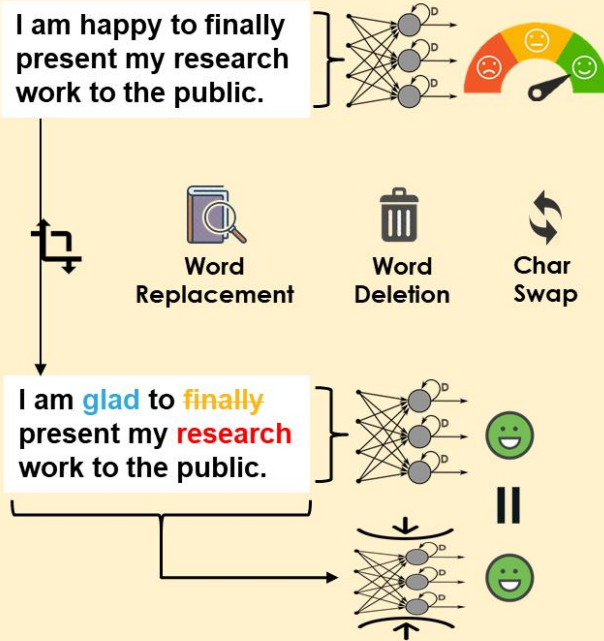 I am happy to finally
present my research
work to the public.
D
D
D
Word
Replacement
Word
Deletion
Char
Swap
I am glad to finally
present my research
work to the public.
D
D
D
D
D
D